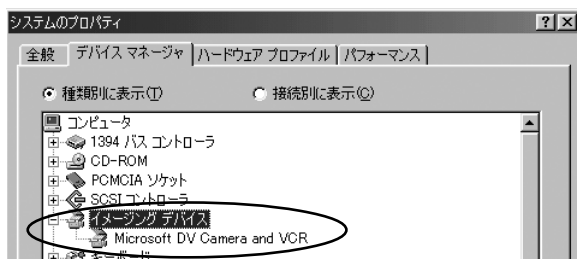 システムのプロパティ
全般 デバイス マネージャ ハードウェア プロファイル パフォーマンス
種類別に表示(T) 接続別に表示(C)
コンピュータ
1394 バス コントローラ
CD-ROM
PCMCIA ソケット
SCSI コントローラ
イメージング デバイス
Microsoft DV Camera and VCR
キーボード